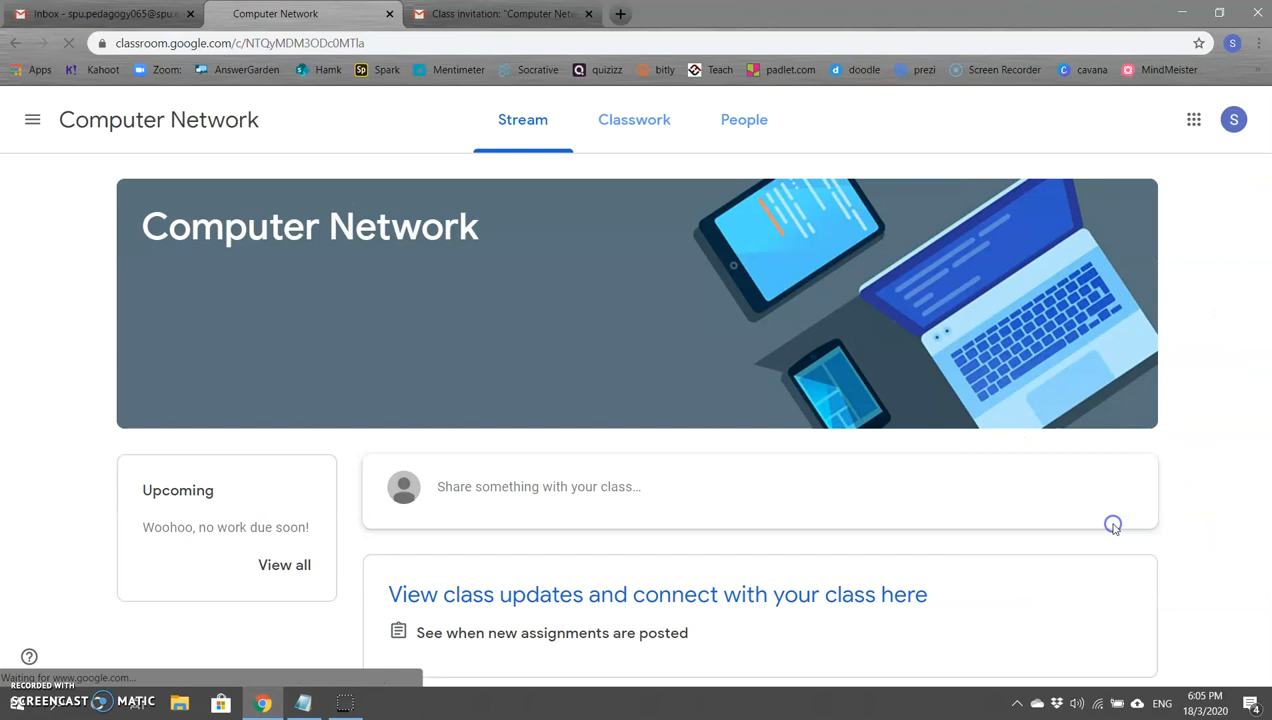 Inbox - spu.pedagogy065@spu.e
Computer Network
Class invitation: "Computer Netw
classroom.google.com/c/NTQyMDM3ODc0MTla
Apps
Kahoot
Zoom:
AnswerGarden
Hamk
Spark
Mentimeter
Socrative
quizizz
bitly
Teach
padlet.com
doodle
prezi
Screen Recorder
cavana
MindMeister
Computer Network
Stream
Classwork
People
S
Computer Network
Upcoming
Woohoo, no work due soon!
View all
Share something with your class...
View class updates and connect with your class here
See when new assignments are posted
Waiting for www.google.com...
RECORDED WITH
SCREENCAST MATIC
ENG
6:05 PM
18/3/2020
4